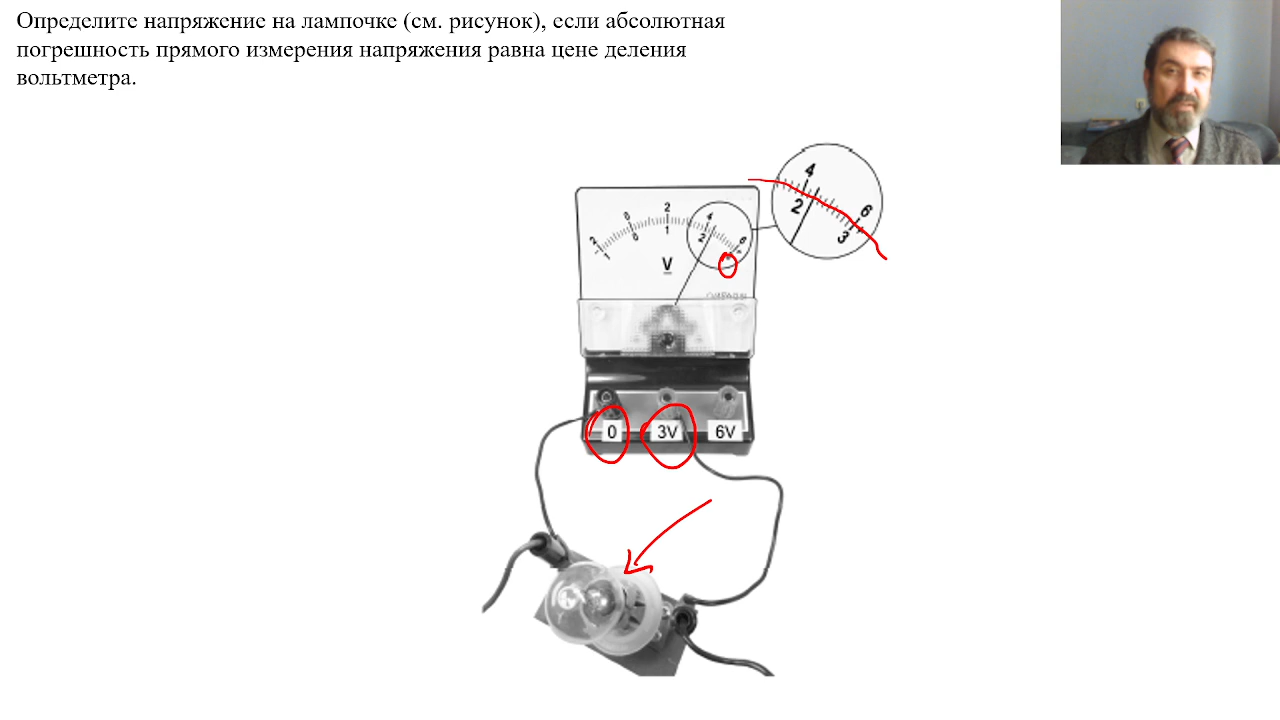 Определите напряжение на лампочке (см. рисунок), если абсолютная
погрешность прямого измерения напряжения равна цене деления
вольтметра.
4
2
6
3
2
0
2
4
6
0
1
2
V
0
3V
6V